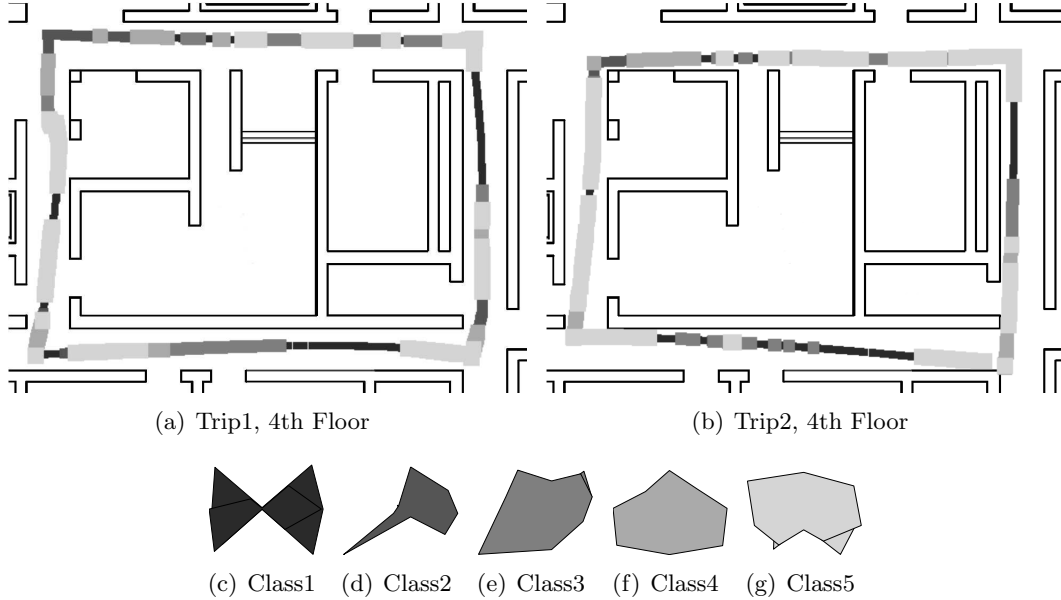 (a) Trip1, 4th Floor
(b) Trip2, 4th Floor
(c) Class1
(d) Class2
(e) Class3
(f) Class4
(g) Class5